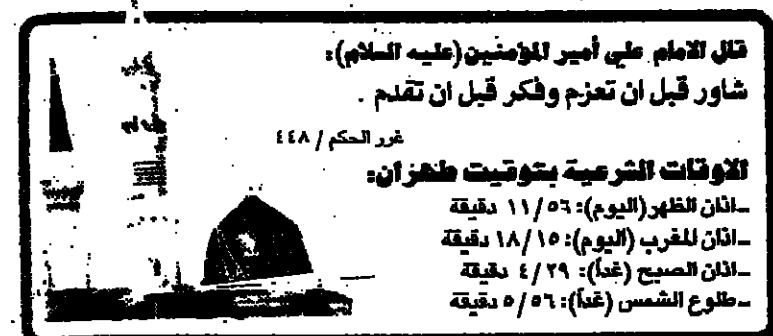 قال الامام علي أمير المؤمنين (عليه السلام):
شاور قبل ان تعزم وفكر قبل ان تقدم .
غرر الحكم / ٤٤٨
الاوقات الشرعية بتوقيت طهران:
ـ اذان الظهر (اليوم): ١١/٥٦ دقيقة
ـ اذان المغرب (اليوم): ١٨/١٥ دقيقة
ـ اذان الصبح (غداً): ٤/٢٩ دقيقة
ـ طلوع الشمس (غداً): ٥/٥٦ دقيقة